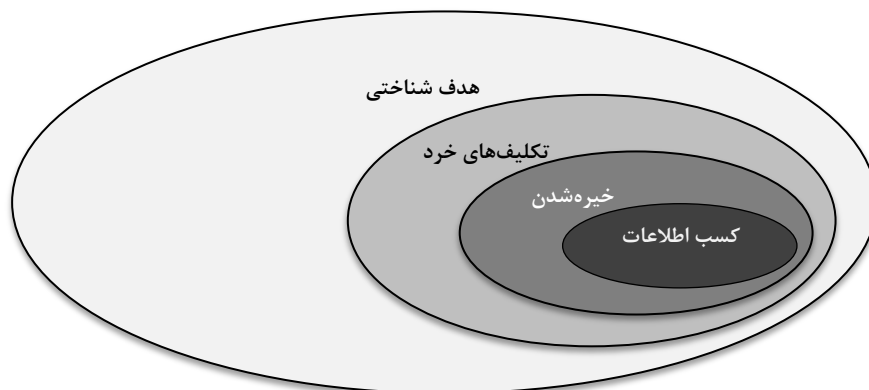 هدف شناختی
تکلیف‌های خرد
خیره‌شدن
کسب اطلاعات